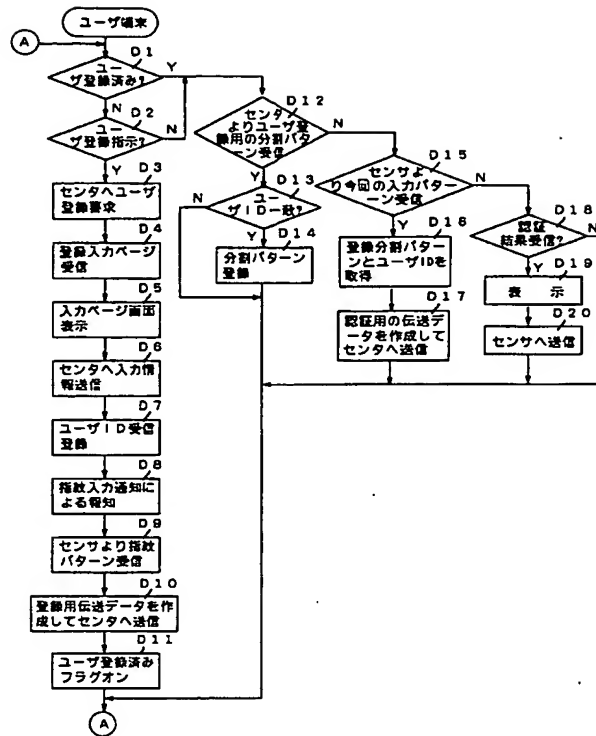 ユーザ端末
A
D1
ユー
ザ登録済み?
Y
N
D2
ユー
ザ登録指示?
N
Y
D3
センタへユーザ
登録要求
D4
登録入力ページ
受信
D5
入力ページ画面
表示
D6
センタへ入力情
報送信
D7
ユーザID受信
登録
D8
指紋入力通知によ
る報知
D9
センサより指紋
パターン受信
D10
登録用伝送データを作
成してセンタへ送信
D11
ユーザ登録済み
フラグオン
A
D12
センタ
よりユーザ登
録用の分割パタ
ーン受信
N
Y
D13
ユー
ザID一致?
N
Y
D14
分割パターン
登録
D15
センサよ
り今回の入力パター
ン受信
N
Y
D16
登録分割パター
ンとユーザIDを
取得
D17
認証用の伝送デ
ータを作成して
センタへ送信
D18
認証
結果受信?
N
Y
D19
表示
D20
センサへ送信